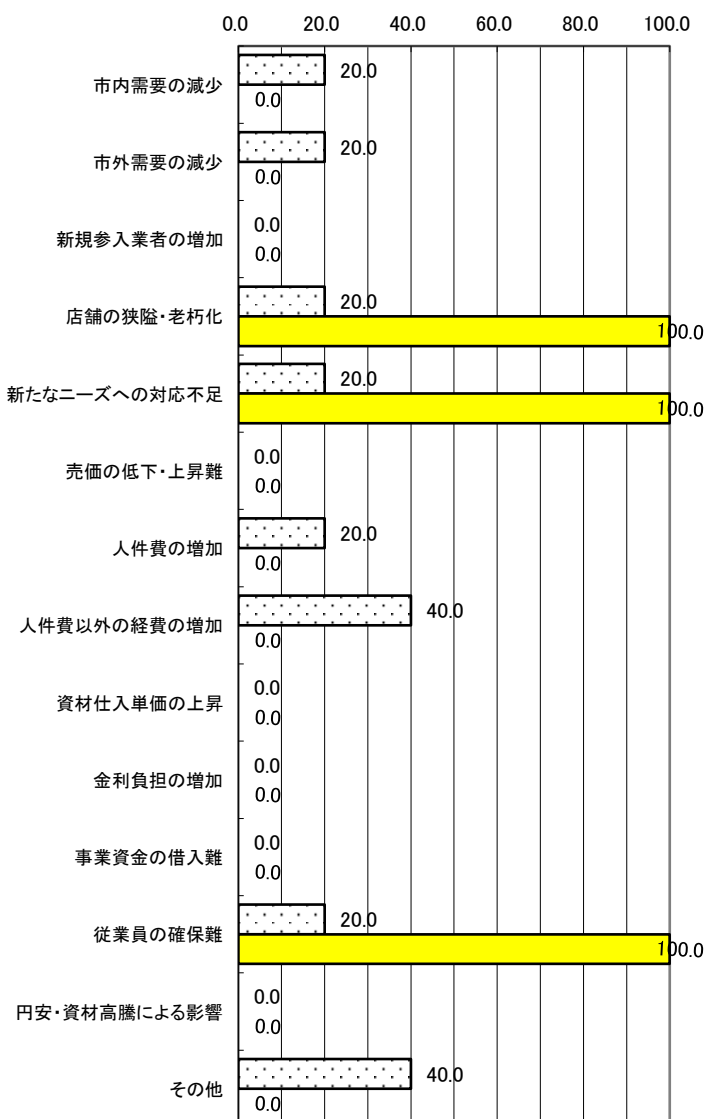 0.0 20.0 40.0 60.0 80.0 100.0
市内需要の減少 20.0
0.0
市外需要の減少 20.0
0.0
新規参入業者の増加 0.0
0.0
店舗の狭隘・老朽化 20.0
100.0
新たなニーズへの対応不足 20.0
100.0
売価の低下・上昇難 0.0
0.0
人件費の増加 20.0
0.0
人件費以外の経費の増加 40.0
0.0
資材仕入単価の上昇 0.0
0.0
金利負担の増加 0.0
0.0
事業資金の借入難 0.0
0.0
従業員の確保難 20.0
100.0
円安・資材高騰による影響 0.0
0.0
その他 40.0
0.0